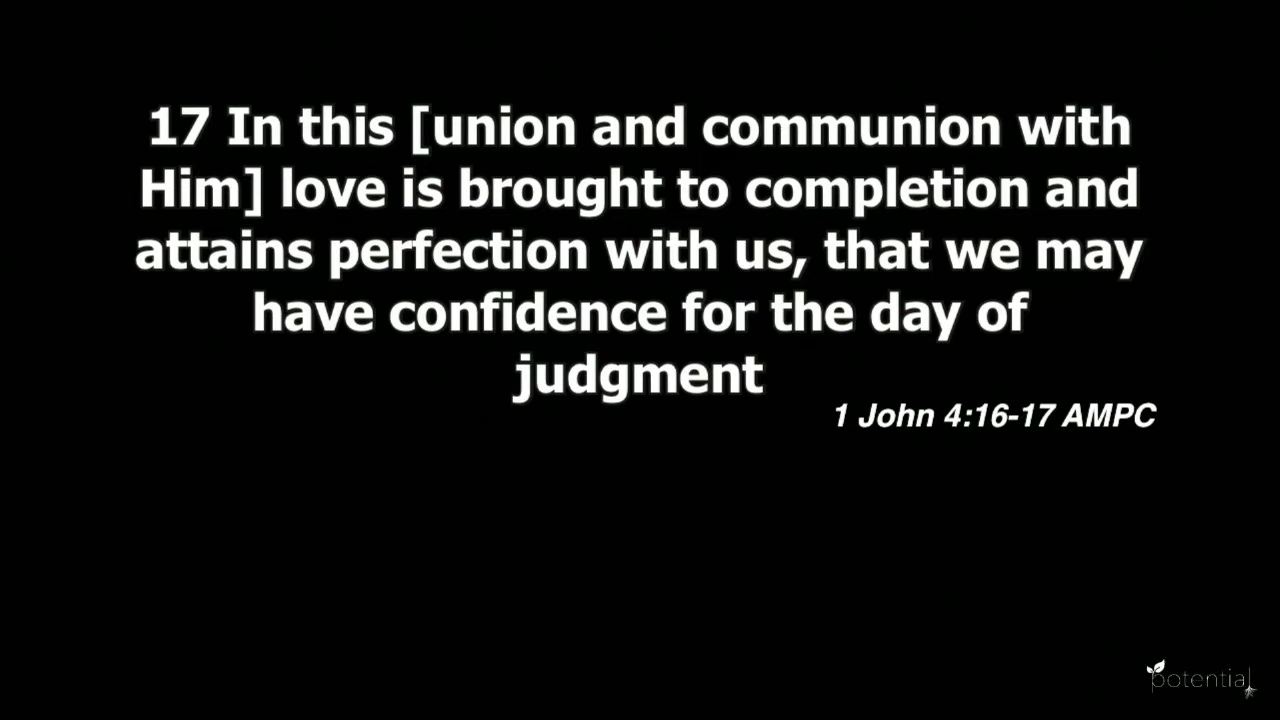 17 In this [union and communion with
Him] love is brought to completion and
attains perfection with us, that we may
have confidence for the day of
judgment
1 John 4:16-17 AMPC
potential